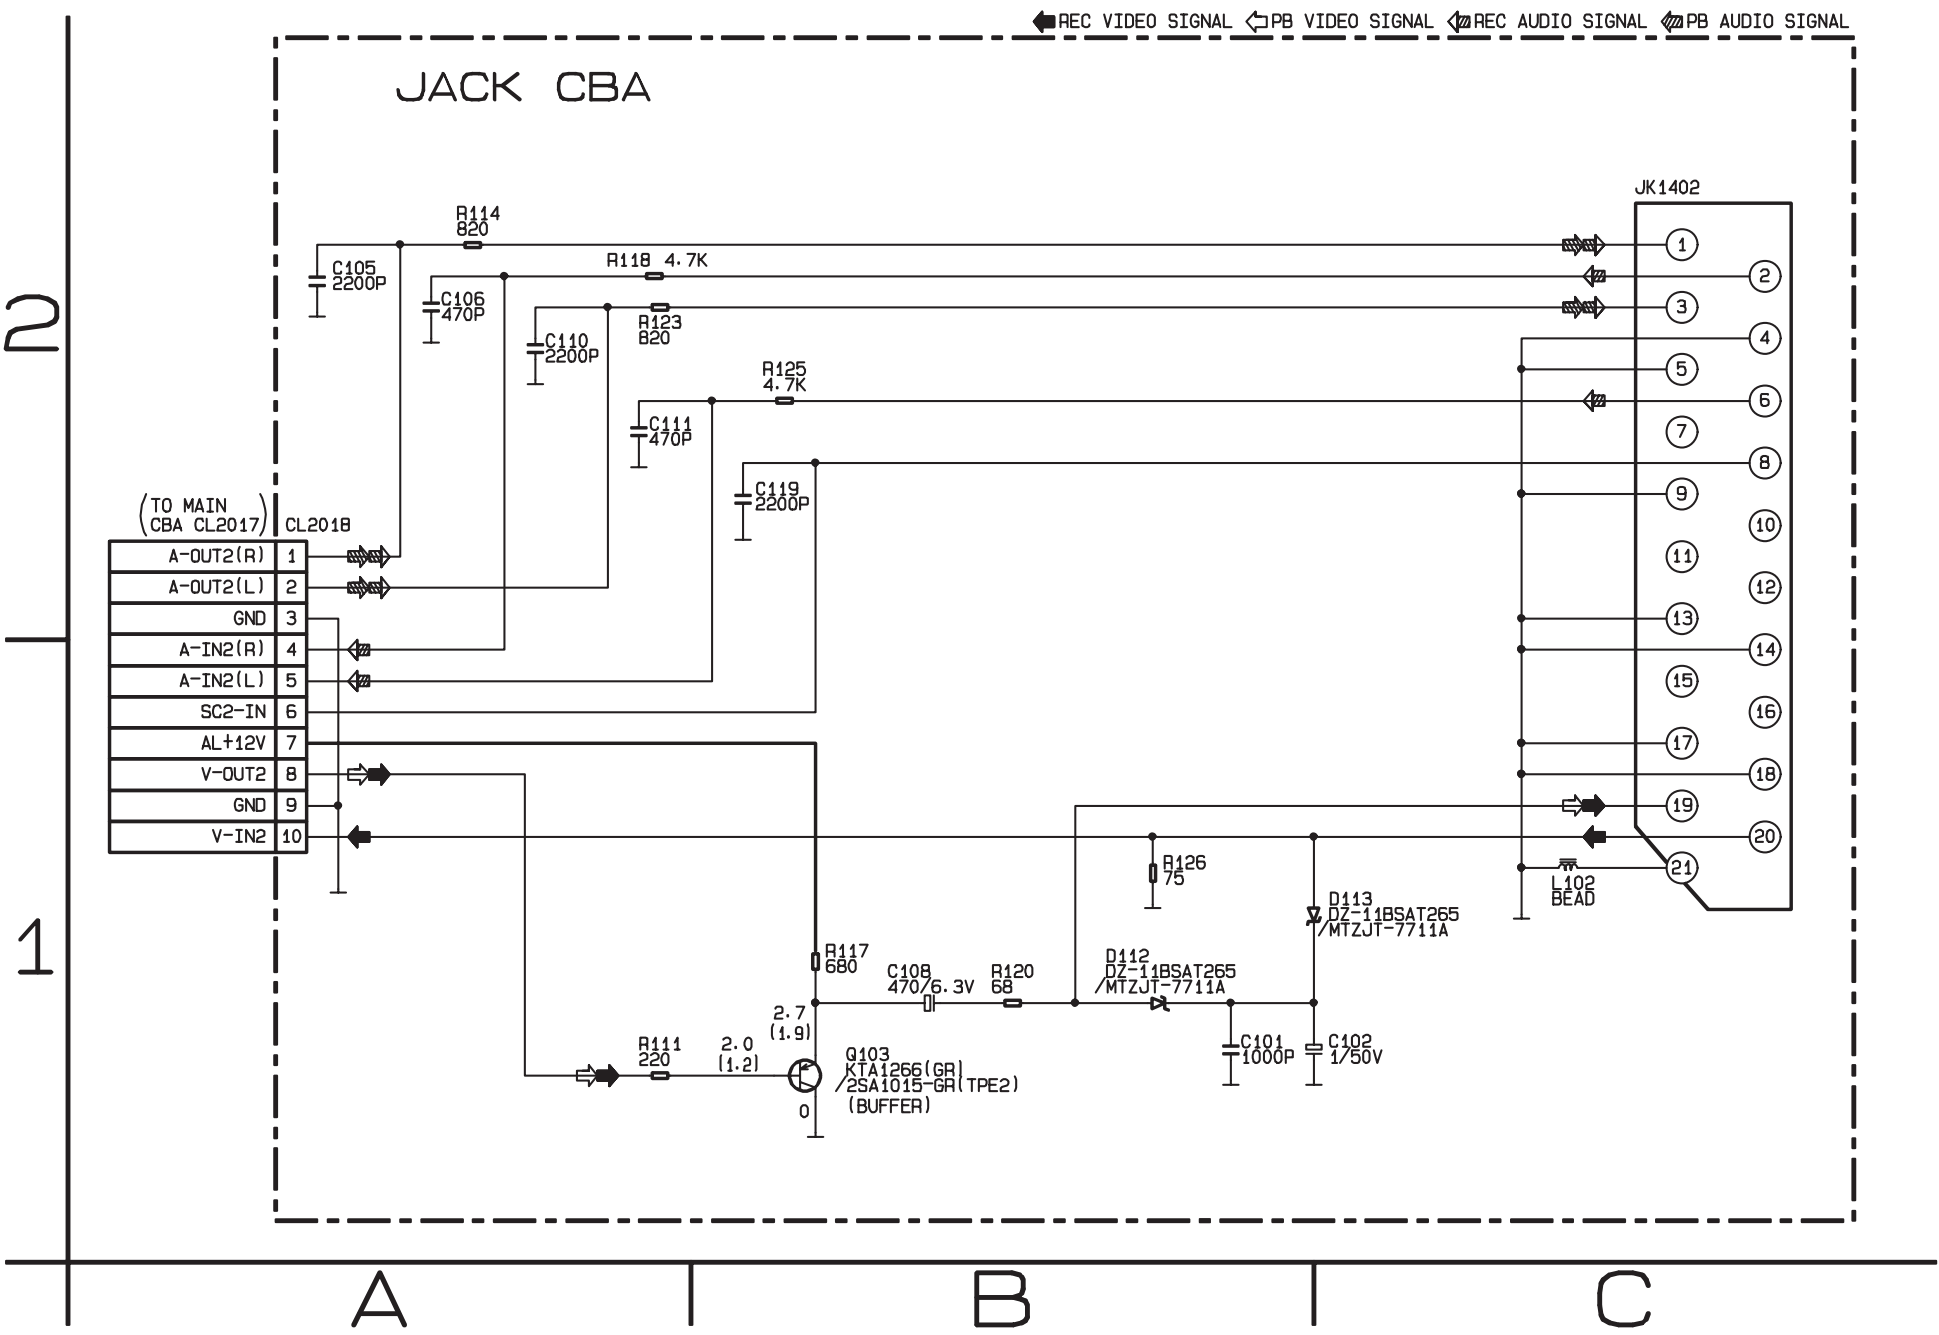 REC VIDEO SIGNAL PB VIDEO SIGNAL REC AUDIO SIGNAL PB AUDIO SIGNAL
JACK CBA
JK1402
R114
820
1
C105
2200P
R118 4.7K
2
C106
470P
R123
820
3
C110
2200P
4
R125
4.7K
5
6
C111
470P
7
8
C119
2200P
9
10
11
12
13
14
15
16
17
18
19
20
21
(TO MAIN
CBA CL2017)
CL2018
A-OUT2(R) 1
A-OUT2(L) 2
GND 3
A-IN2(R) 4
A-IN2(L) 5
SC2-IN 6
AL+12V 7
V-OUT2 8
GND 9
V-IN2 10
R126
75
L102
BEAD
D113
DZ-11BSAT265
/MTZJT-7711A
R117
680
C108
470/6.3V
R120
68
D112
DZ-11BSAT265
/MTZJT-7711A
2.7
(1.9)
R111
220
2.0
(1.2)
Q103
KTA1266(GR)
/2SA1015-GR(TPE2)
(BUFFER)
0
C101
1000P
C102
1/50V
2
1
A
B
C